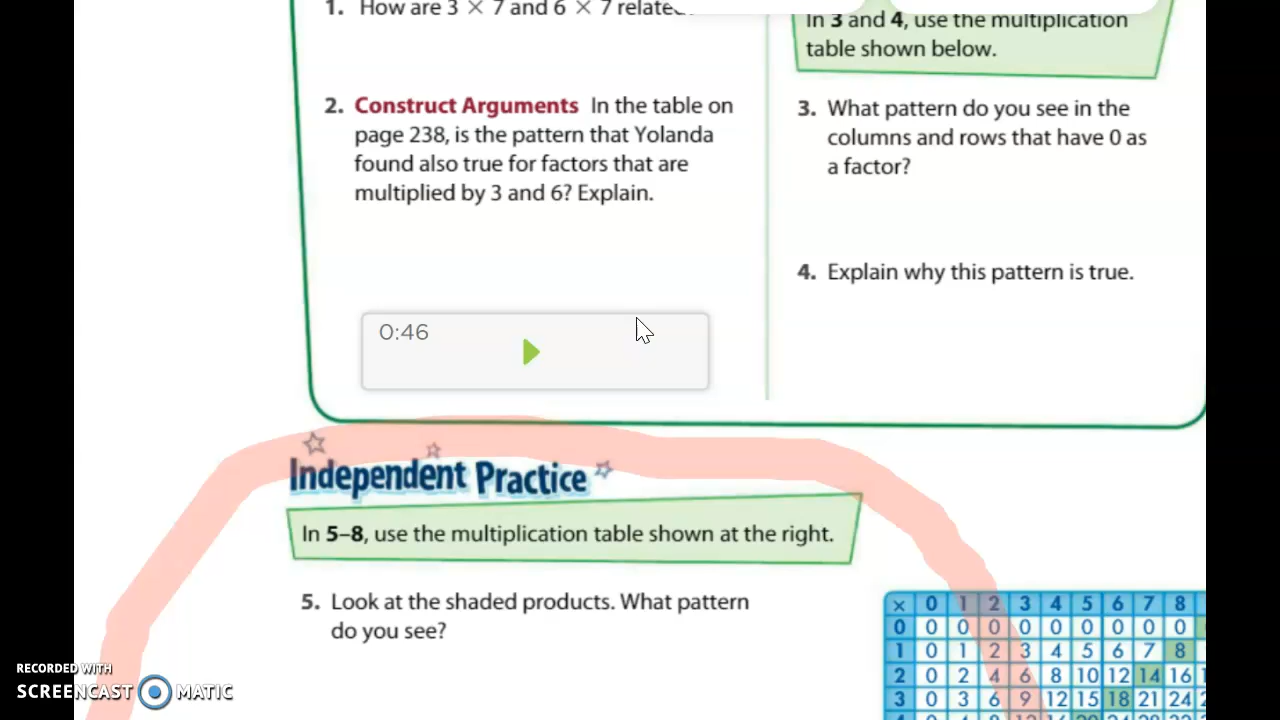 1. How are 3 × 7 and 6 × 7 related
2. Construct Arguments In the table on
page 238, is the pattern that Yolanda
found also true for factors that are
multiplied by 3 and 6? Explain.
0:46
In 3 and 4, use the multiplication
table shown below.
3. What pattern do you see in the
columns and rows that have 0 as
a factor?
4. Explain why this pattern is true.
Independent Practice
In 5–8, use the multiplication table shown at the right.
5. Look at the shaded products. What pattern
do you see?
× 0 1 2 3 4 5 6 7 8
0 0 0 0 0 0 0 0 0 0
1 0 1 2 3 4 5 6 7 8
2 0 2 4 6 8 10 12 14 16
3 0 3 6 9 12 15 18 21 24
RECORDED WITH
SCREENCAST MATIC